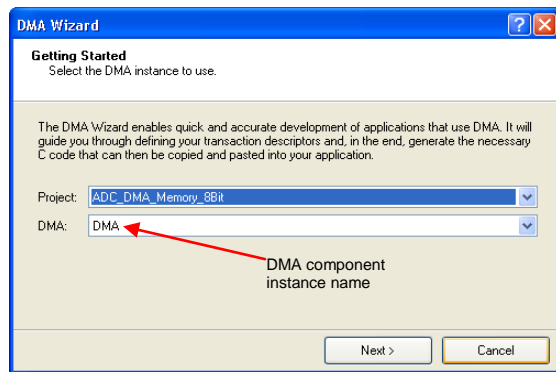 DMA Wizard
Getting Started
Select the DMA instance to use.
The DMA Wizard enables quick and accurate development of applications that use DMA. It will
guide you through defining your transaction descriptors and, in the end, generate the necessary
C code that can then be copied and pasted into your application.
Project: ADC_DMA_Memory_8Bit
DMA: DMA
DMA component
instance name
Next >
Cancel